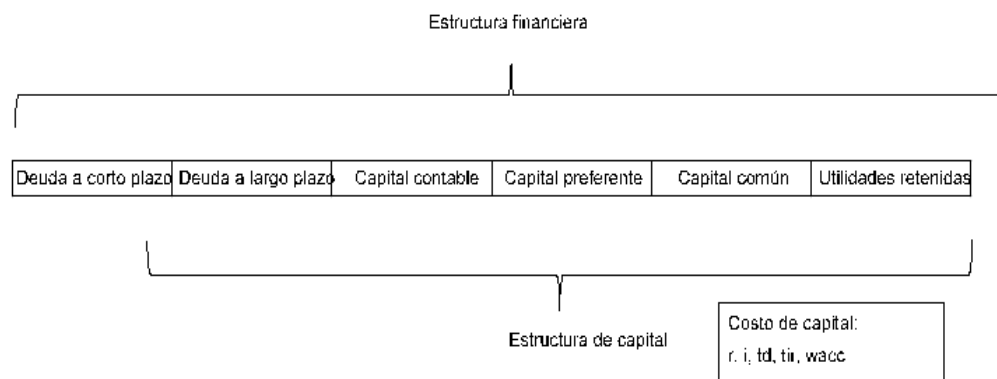 Estructura financiera
Deuda a corto plazo Deuda a largo plazo Capital contable Capital preferente Capital común Utilidades retenidas
Estructura de capital
Costo de capital:
r. i, td, tir, wacc